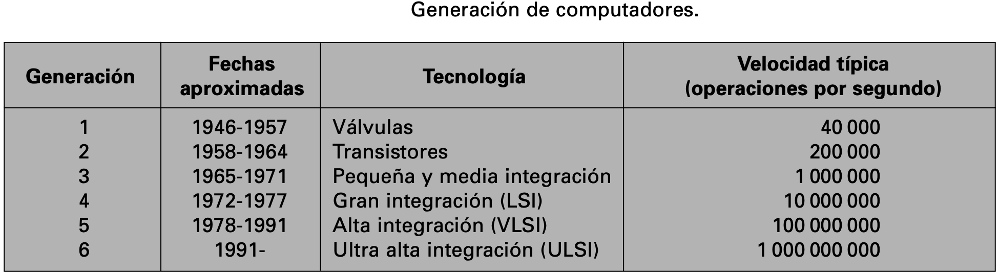 Generación de computadores.
Generación Fechas aproximadas Tecnología Velocidad típica (operaciones por segundo)
1 1946-1957 Válvulas 40 000
2 1958-1964 Transistores 200 000
3 1965-1971 Pequeña y media integración 1 000 000
4 1972-1977 Gran integración (LSI) 10 000 000
5 1978-1991 Alta integración (VLSI) 100 000 000
6 1991- Ultra alta integración (ULSI) 1 000 000 000